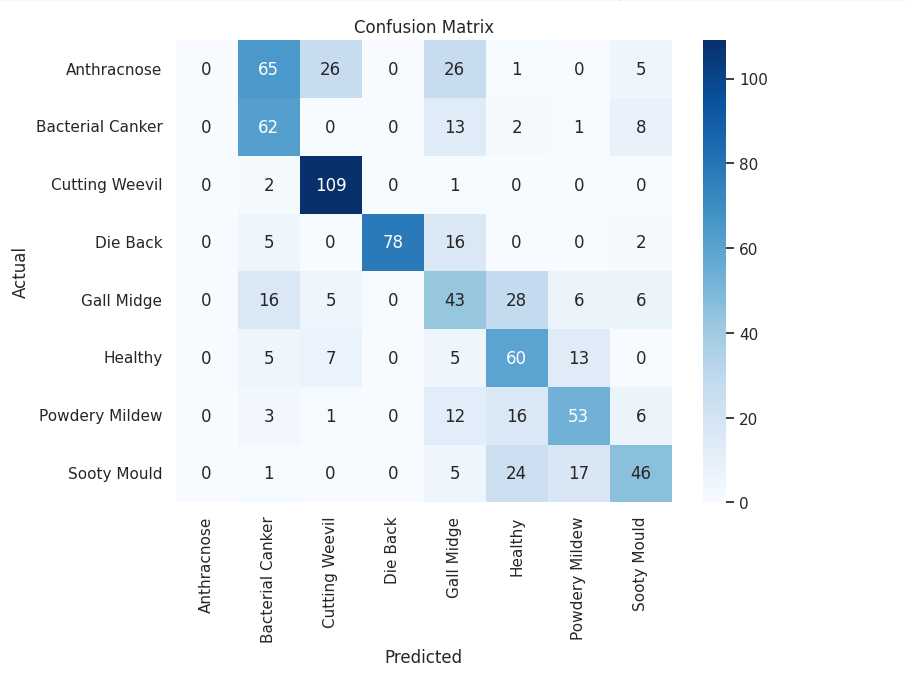 Confusion Matrix
Anthracnose 0 65 26 0 26 1 0 5
Bacterial Canker 0 62 0 0 13 2 1 8
Cutting Weevil 0 2 109 0 1 0 0 0
Die Back 0 5 0 78 16 0 0 2
Gall Midge 0 16 5 0 43 28 6 6
Healthy 0 5 7 0 5 60 13 0
Powdery Mildew 0 3 1 0 12 16 53 6
Sooty Mould 0 1 0 0 5 24 17 46
Actual
Anthracnose
Bacterial Canker
Cutting Weevil
Die Back
Gall Midge
Healthy
Powdery Mildew
Sooty Mould
Predicted
100
80
60
40
20
0